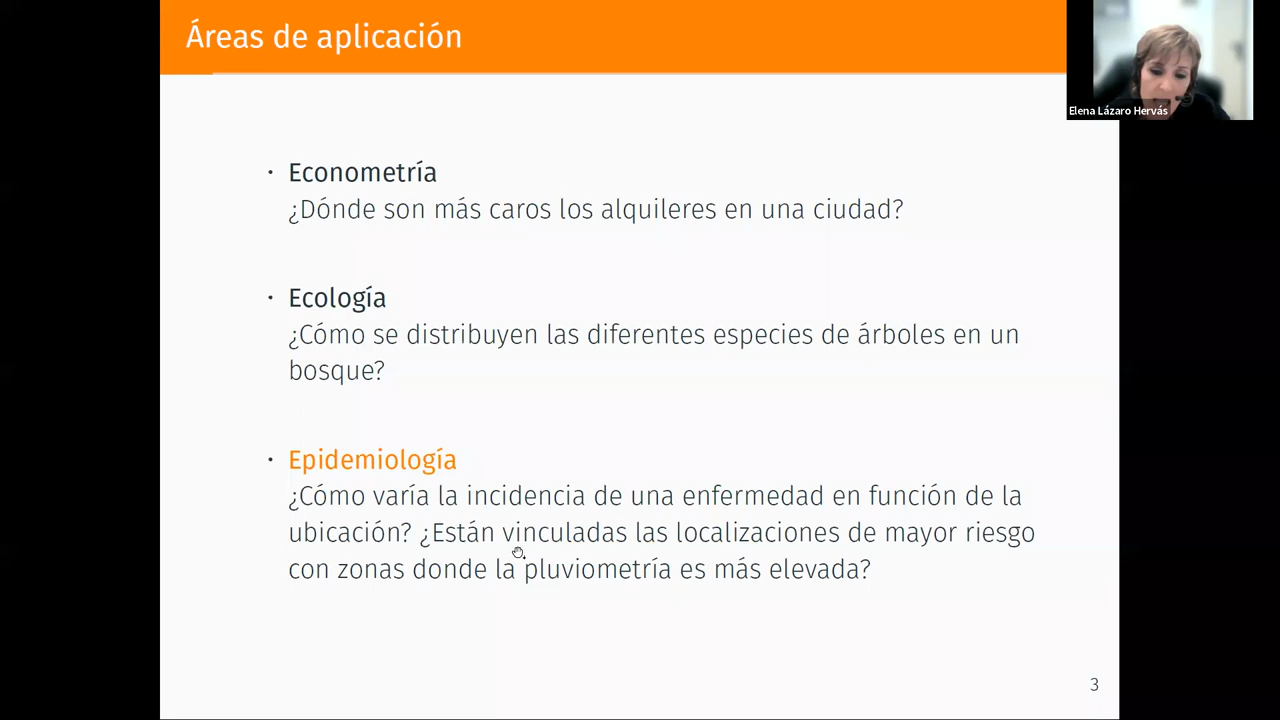 Áreas de aplicación
Elena Lázaro Hervás
· Econometría
¿Dónde son más caros los alquileres en una ciudad?
· Ecología
¿Cómo se distribuyen las diferentes especies de árboles en un
bosque?
· Epidemiología
¿Cómo varía la incidencia de una enfermedad en función de la
ubicación? ¿Están vinculadas las localizaciones de mayor riesgo
con zonas donde la pluviometría es más elevada?
3